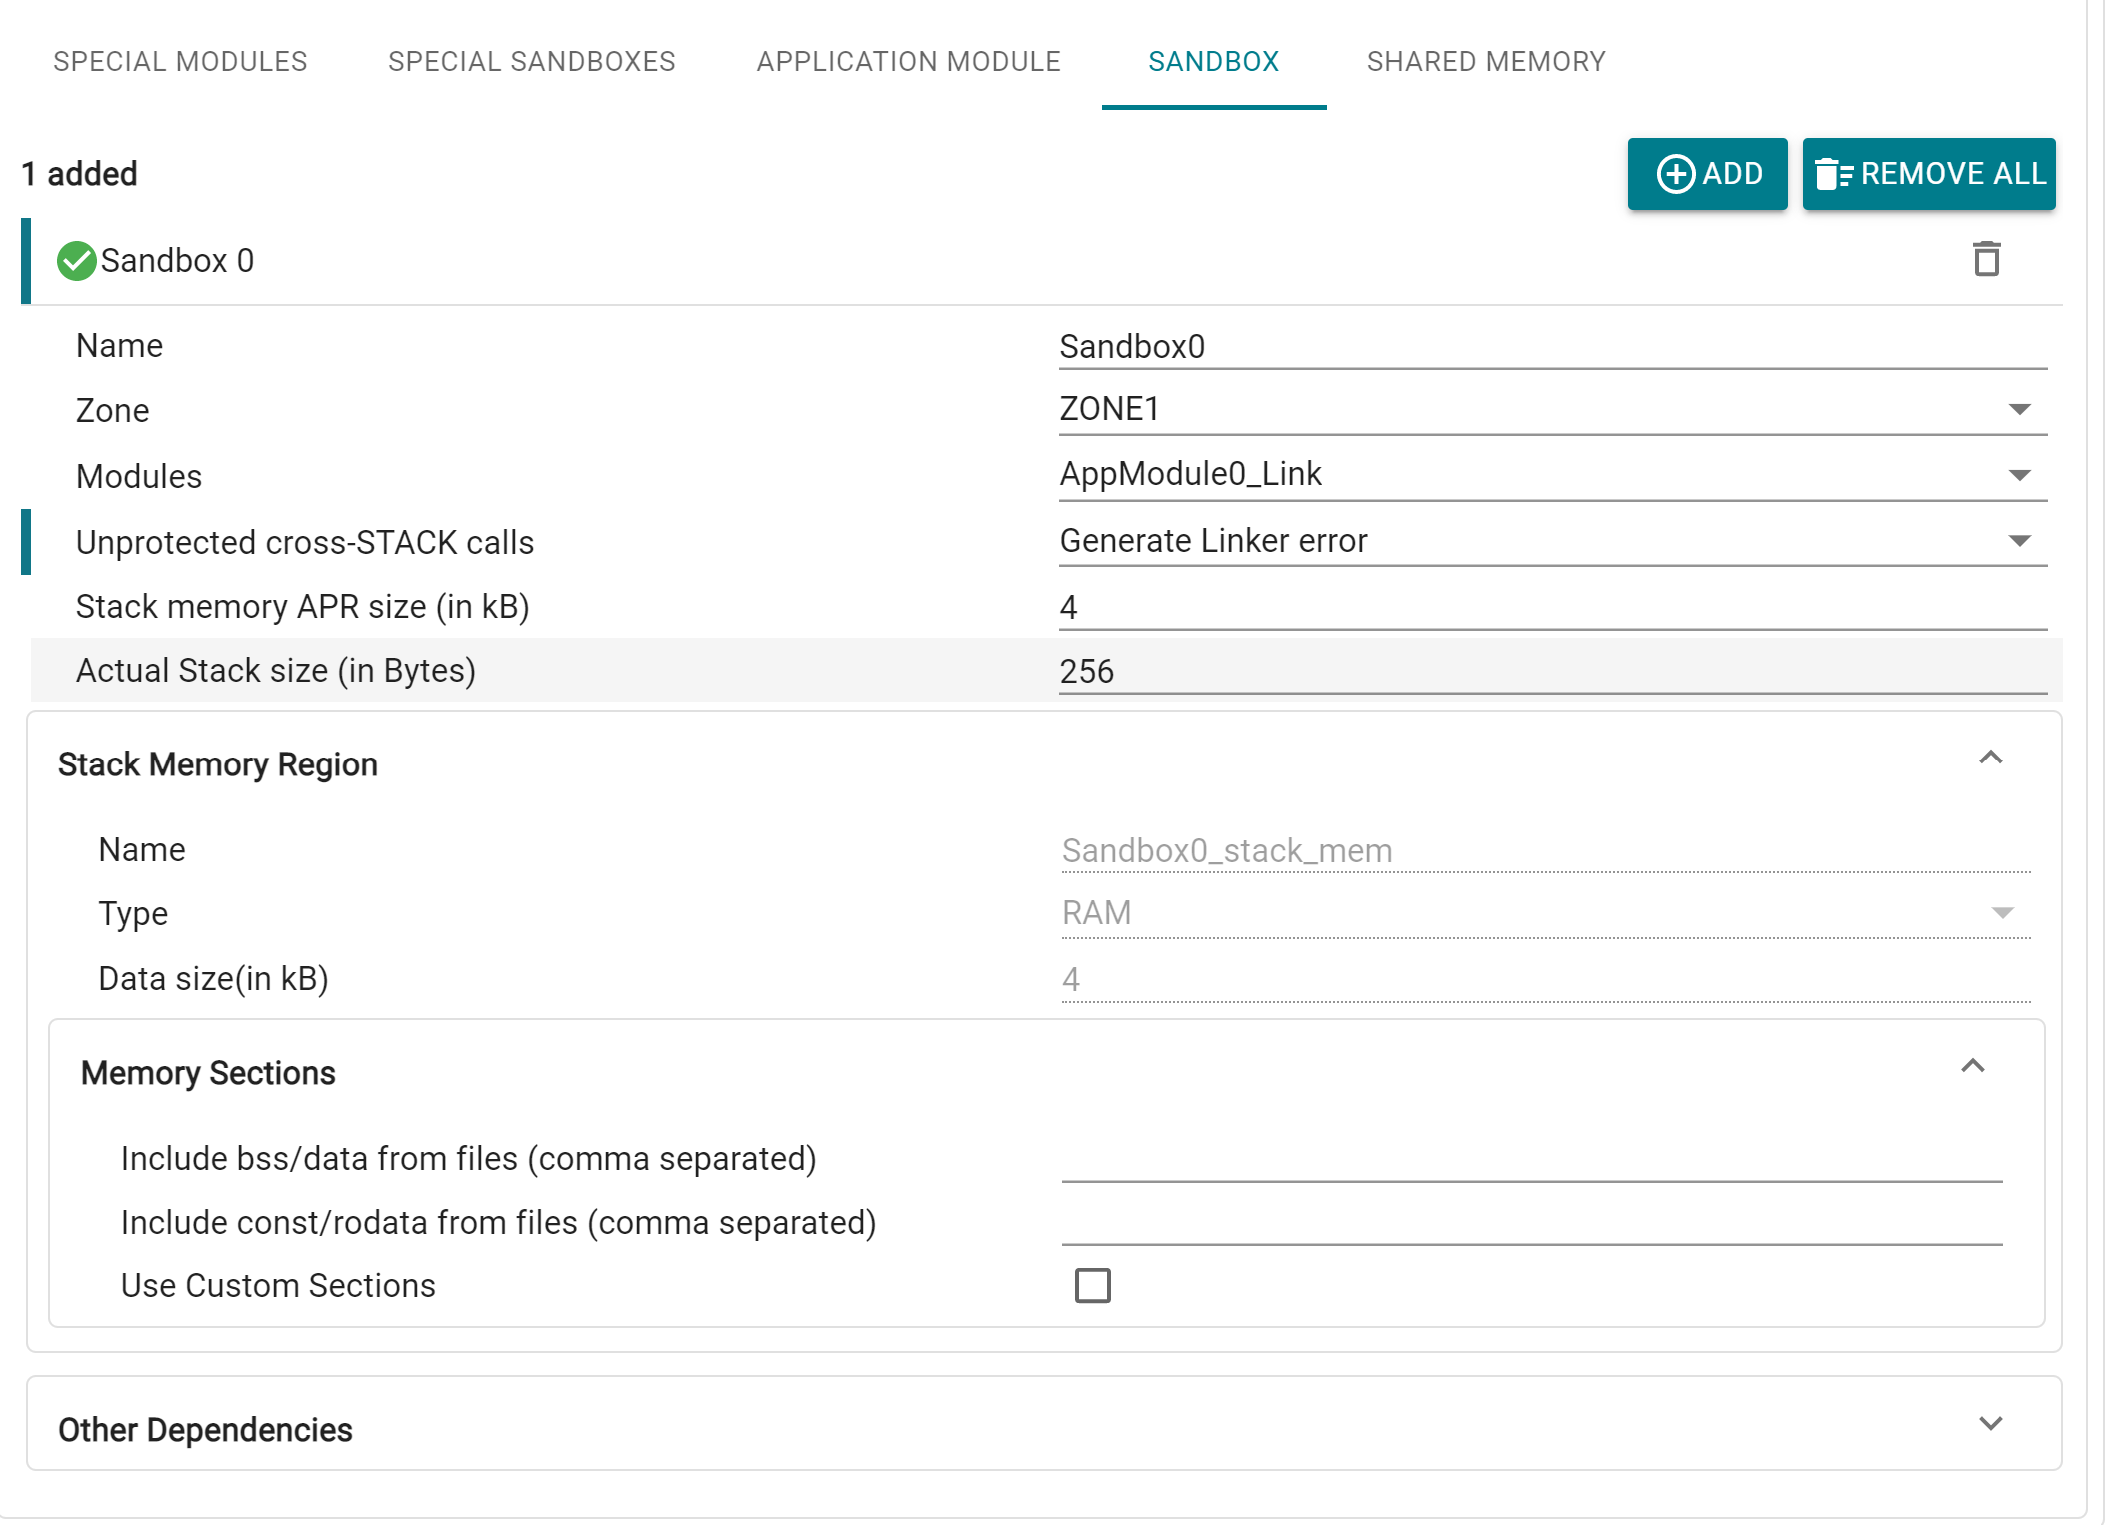 SPECIAL MODULES SPECIAL SANDBOXES APPLICATION MODULE SANDBOX SHARED MEMORY
1 added ADD REMOVE ALL
Sandbox 0
Name Sandbox0
Zone ZONE1
Modules AppModule0_Link
Unprotected cross-STACK calls Generate Linker error
Stack memory APR size (in kB) 4
Actual Stack size (in Bytes) 256
Stack Memory Region
Name Sandbox0_stack_mem
Type RAM
Data size(in kB) 4
Memory Sections
Include bss/data from files (comma separated)
Include const/rodata from files (comma separated)
Use Custom Sections
Other Dependencies